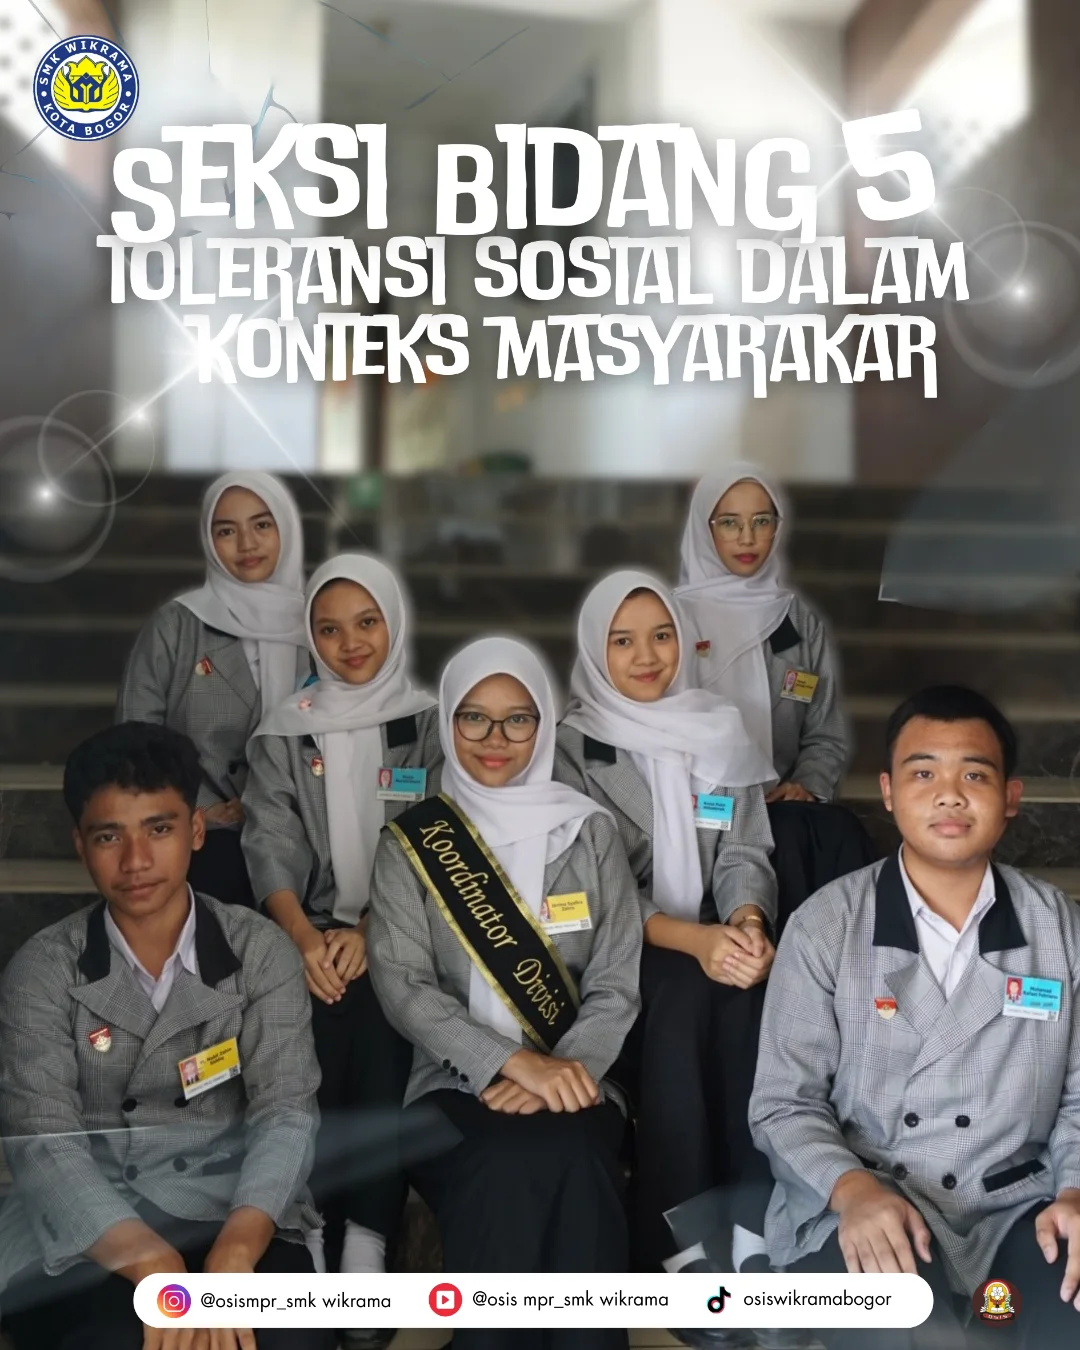 SMK WIKRAMA
KOTA BOGOR
SEKSI BIDANG 5
TOLERANSI SOSIAL DALAM
KONTEKS MASYARAKAR
Koordinator Divisi
@osismpr_smk wikrama
@osis mpr_smk wikrama
osiswikramabogor